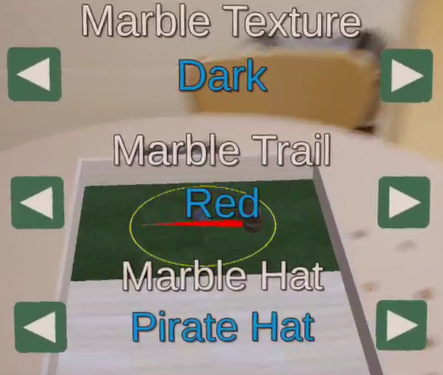 Marble Texture
Dark
Marble Trail
Red
Marble Hat
Pirate Hat